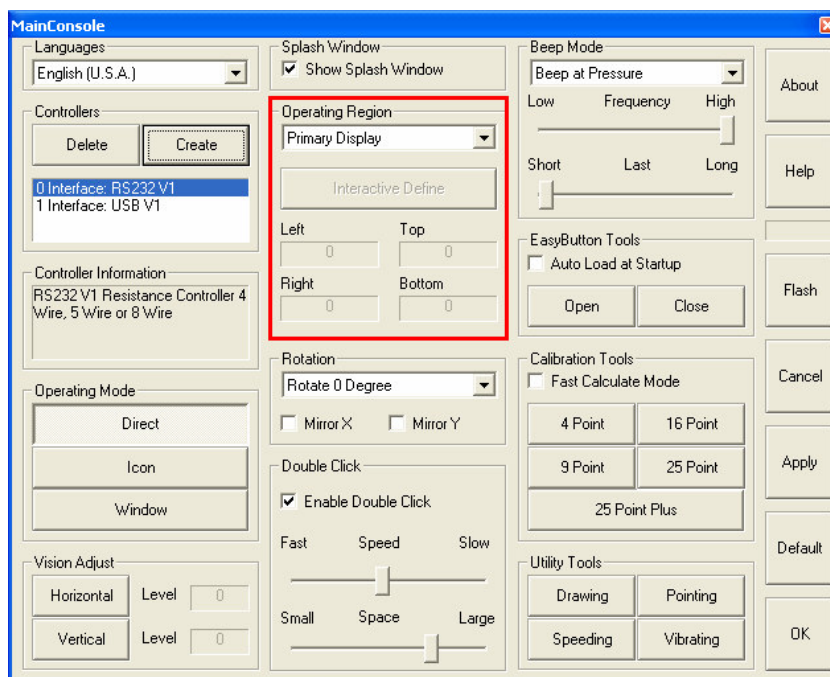 MainConsole
Languages
English (U.S.A.)
Controllers
Delete Create
0 Interface: RS232 V1
1 Interface: USB V1
Controller Information
RS232 V1 Resistance Controller 4
Wire, 5 Wire or 8 Wire
Operating Mode
Direct
Icon
Window
Vision Adjust
Horizontal Level 0
Vertical Level 0
Splash Window
Show Splash Window
Operating Region
Primary Display
Interactive Define
Left Top
0 0
Right Bottom
0 0
Rotation
Rotate 0 Degree
Mirror X Mirror Y
Double Click
Enable Double Click
Fast Speed Slow
Small Space Large
Beep Mode
Beep at Pressure
Low Frequency High
Short Last Long
EasyButton Tools
Auto Load at Startup
Open Close
Calibration Tools
Fast Calculate Mode
4 Point 16 Point
9 Point 25 Point
25 Point Plus
Utility Tools
Drawing Pointing
Speeding Vibrating
About
Help
Flash
Cancel
Apply
Default
OK